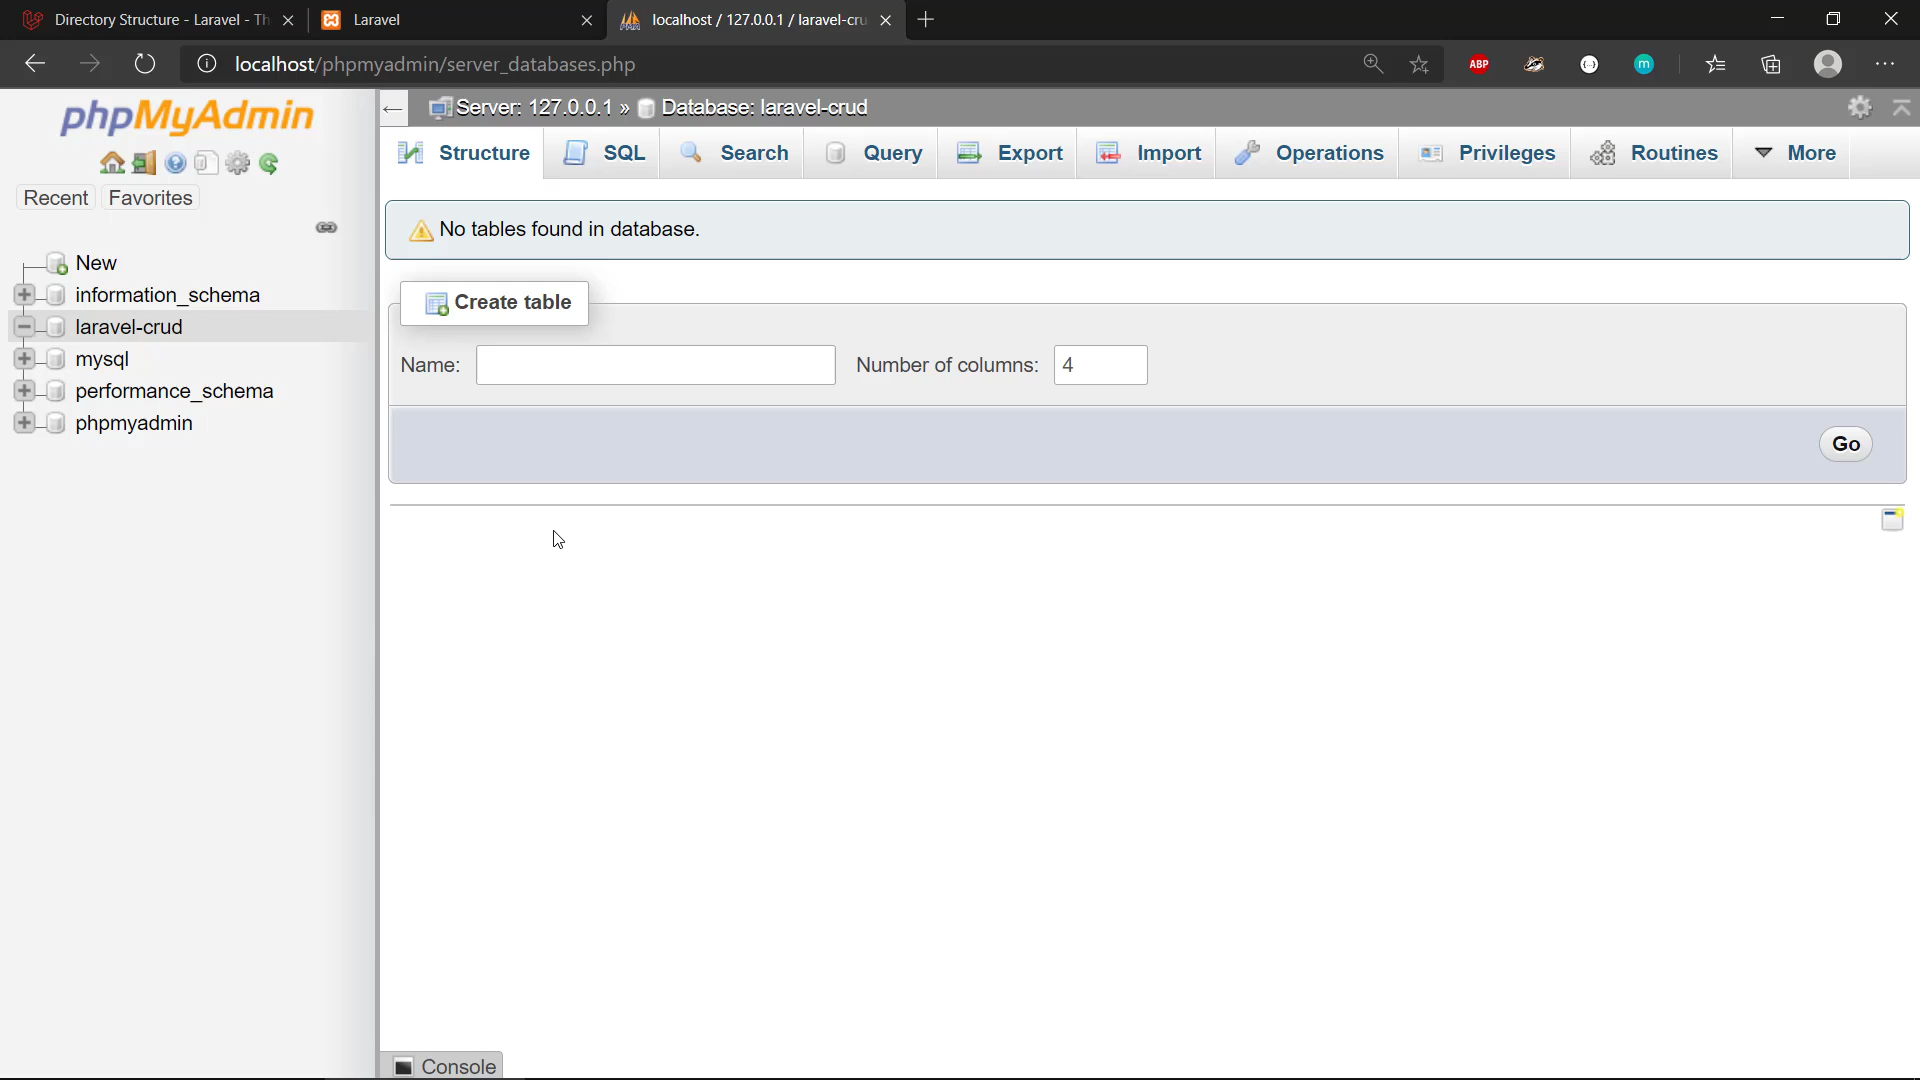 Directory Structure - Laravel - Th
Laravel
localhost / 127.0.0.1 / laravel-cru
localhost/phpmyadmin/server_databases.php
ABP
{··}
m
phpMyAdmin
Recent
Favorites
New
information_schema
laravel-crud
mysql
performance_schema
phpmyadmin
Server: 127.0.0.1 » Database: laravel-crud
Structure
SQL
Search
Query
Export
Import
Operations
Privileges
Routines
More
No tables found in database.
Create table
Name:
Number of columns: 4
Go
Console